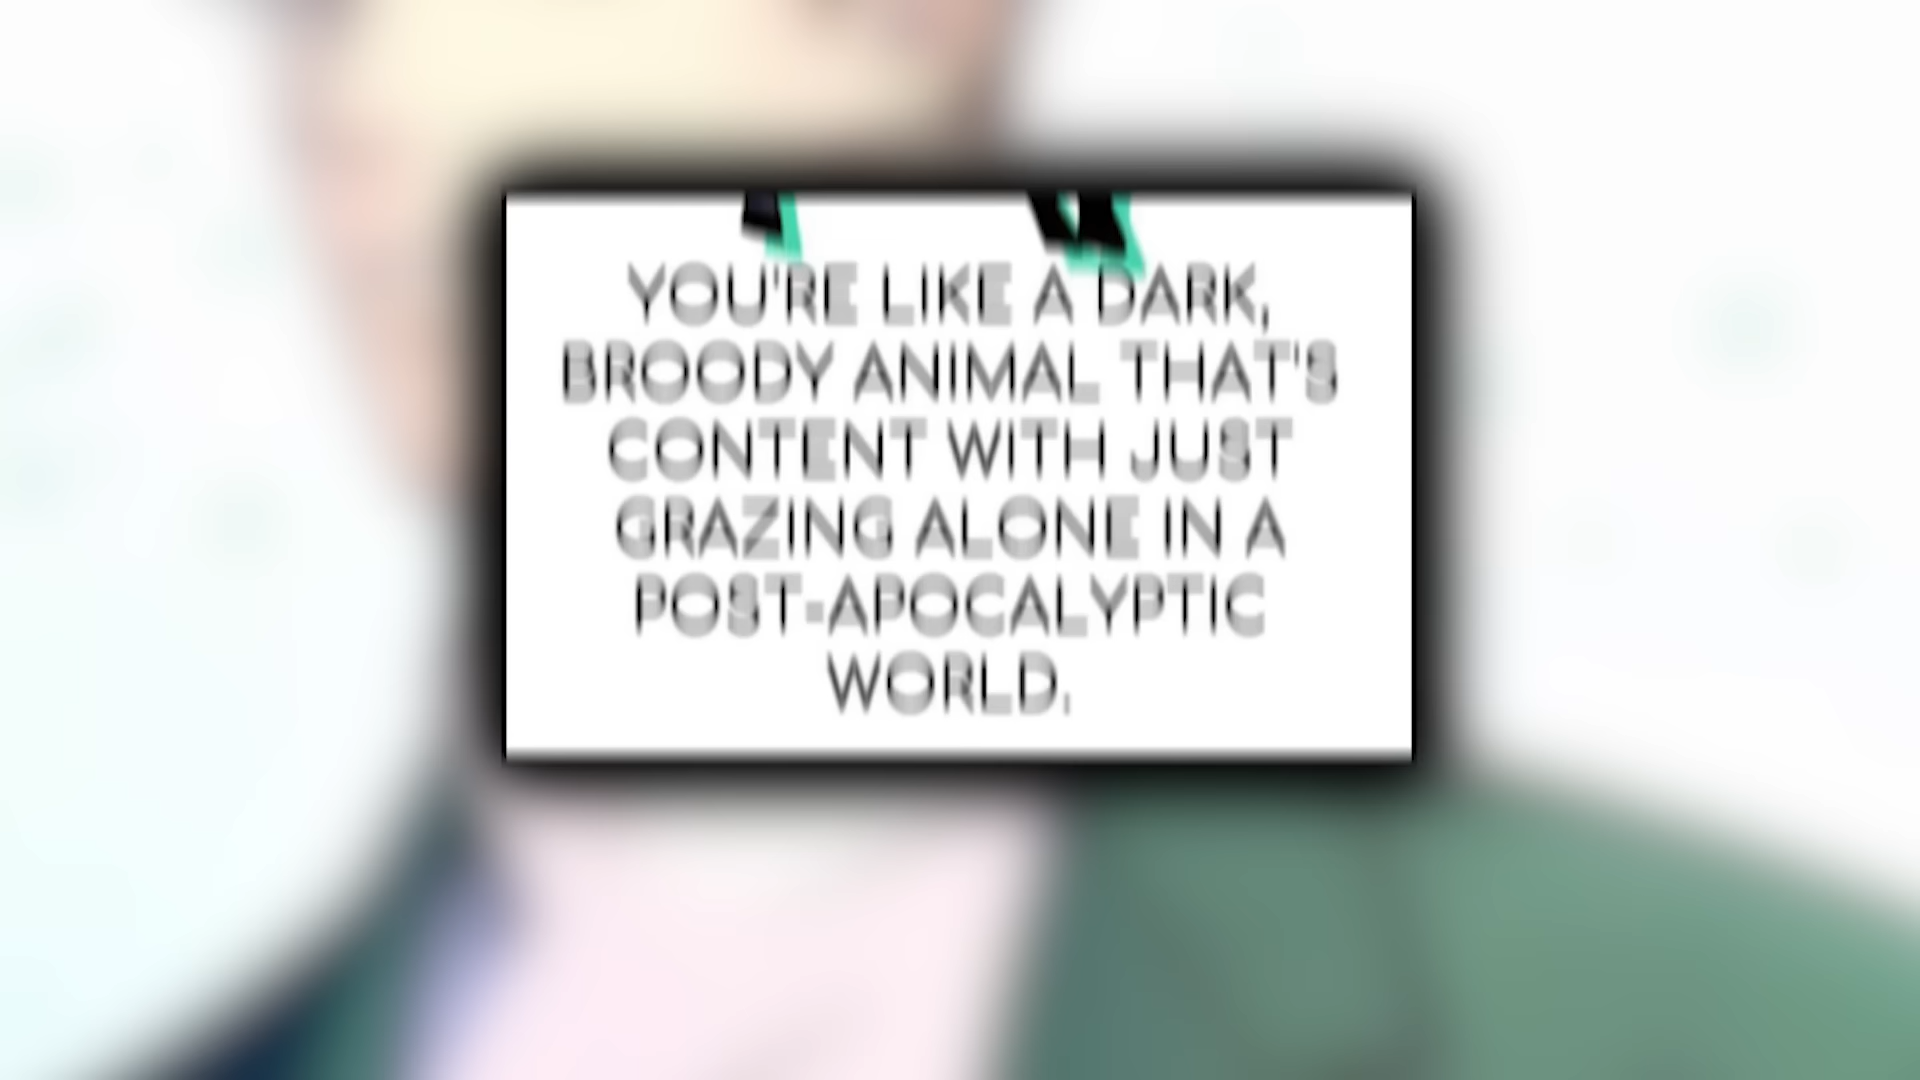 YOU'RE LIKE A DARK,
BROODY ANIMAL THAT'S
CONTENT WITH JUST
GRAZING ALONE IN A
POST-APOCALYPTIC
WORLD.